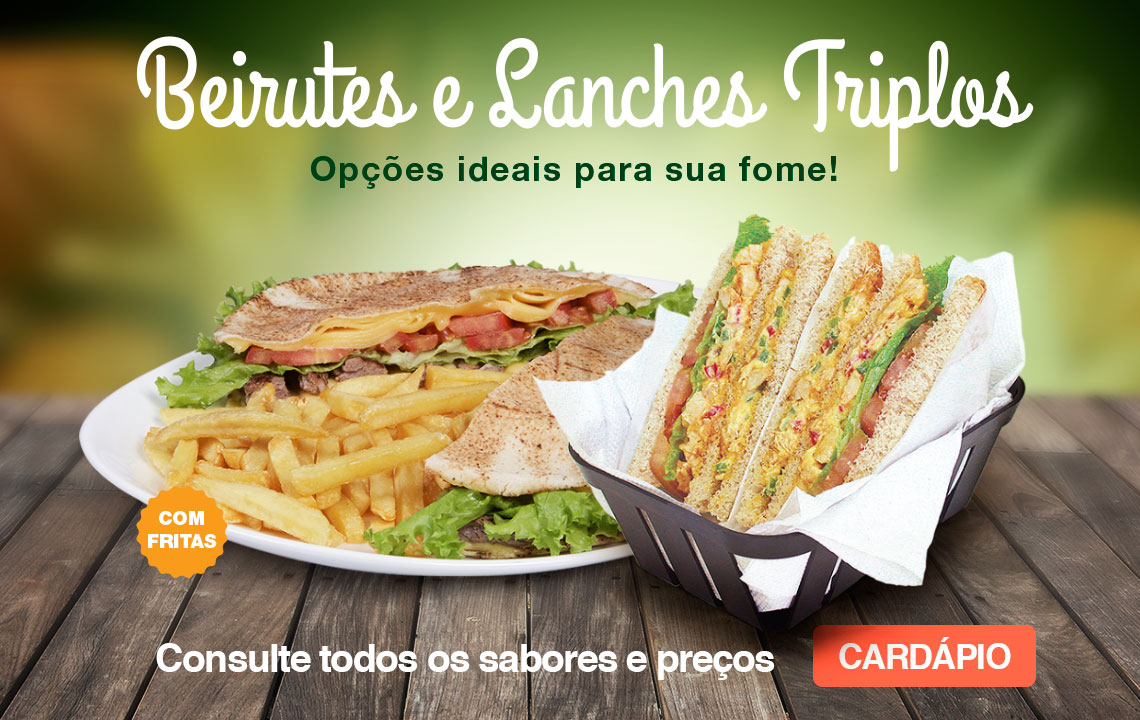 Beirutes e Lanches Triplos
Opções ideais para sua fome!
COM
FRITAS
Consulte todos os sabores e preços
CARDÁPIO